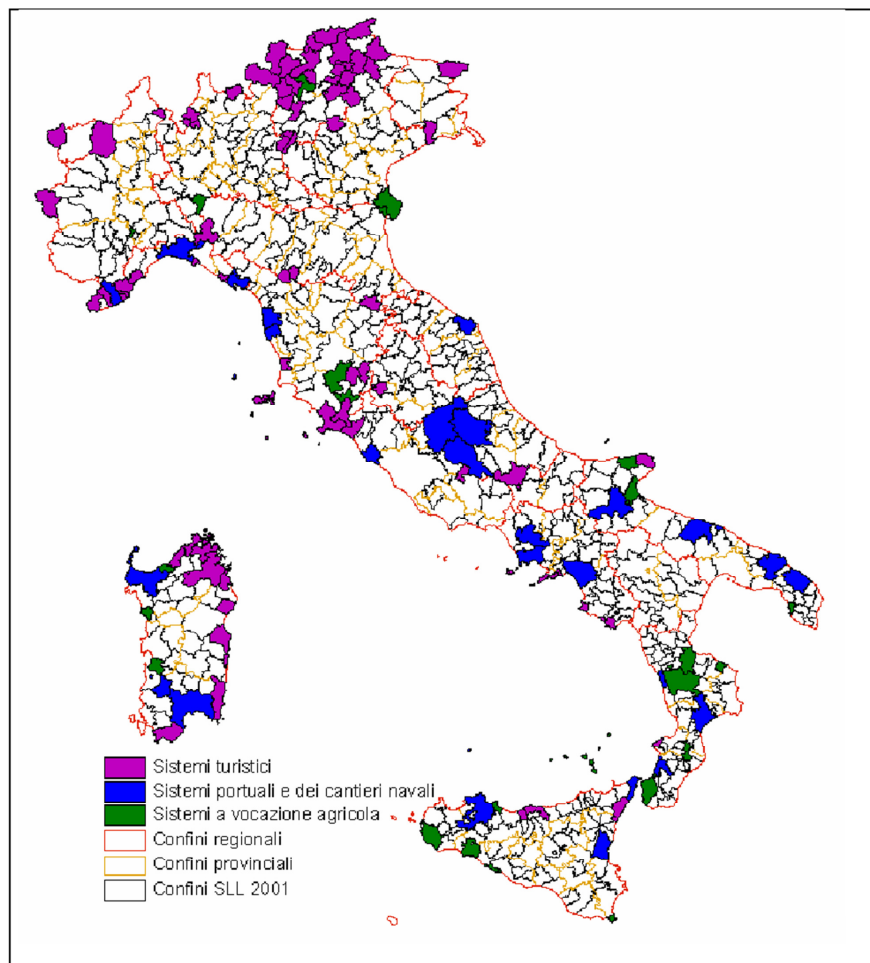 Sistemi turistici
Sistemi portuali e dei cantieri navali
Sistemi a vocazione agricola
Confini regionali
Confini provinciali
Confini SLL 2001